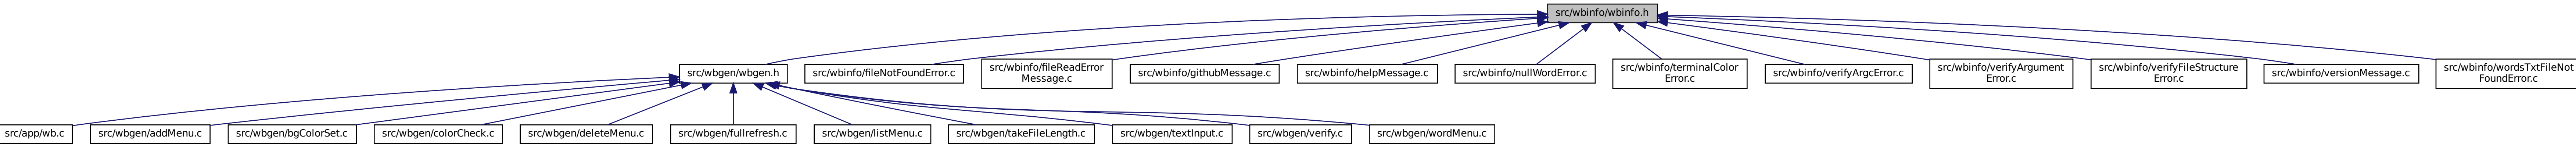 src/wbinfo/wbinfo.h
src/wbgen/wbgen.h
src/wbinfo/fileNotFoundError.c
src/wbinfo/fileReadError
Message.c
src/wbinfo/githubMessage.c
src/wbinfo/helpMessage.c
src/wbinfo/nullWordError.c
src/wbinfo/terminalColor
Error.c
src/wbinfo/verifyArgcError.c
src/wbinfo/verifyArgument
Error.c
src/wbinfo/verifyFileStructure
Error.c
src/wbinfo/versionMessage.c
src/wbinfo/wordsTxtFileNot
FoundError.c
src/app/wb.c
src/wbgen/addMenu.c
src/wbgen/bgColorSet.c
src/wbgen/colorCheck.c
src/wbgen/deleteMenu.c
src/wbgen/fullrefresh.c
src/wbgen/listMenu.c
src/wbgen/takeFileLength.c
src/wbgen/textInput.c
src/wbgen/verify.c
src/wbgen/wordMenu.c